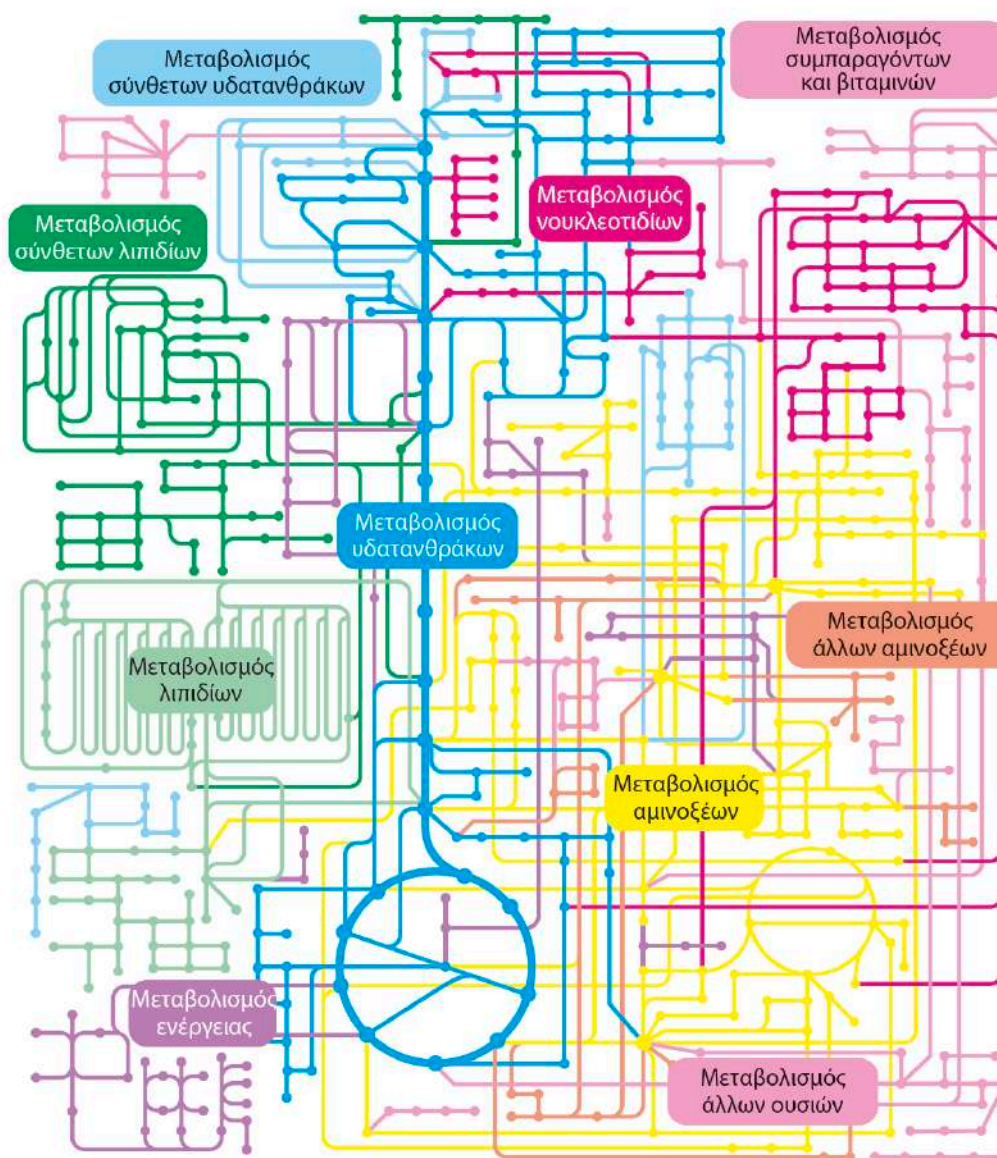 Μεταβολισμός
σύνθετων υδατανθράκων
Μεταβολισμός
συμπαραγόντων
και βιταμινών
Μεταβολισμός
νουκλεοτιδίων
Μεταβολισμός
σύνθετων λιπιδίων
Μεταβολισμός
υδατανθράκων
Μεταβολισμός
άλλων αμινοξέων
Μεταβολισμός
λιπιδίων
Μεταβολισμός
αμινοξέων
Μεταβολισμός
ενέργειας
Μεταβολισμός
άλλων ουσιών